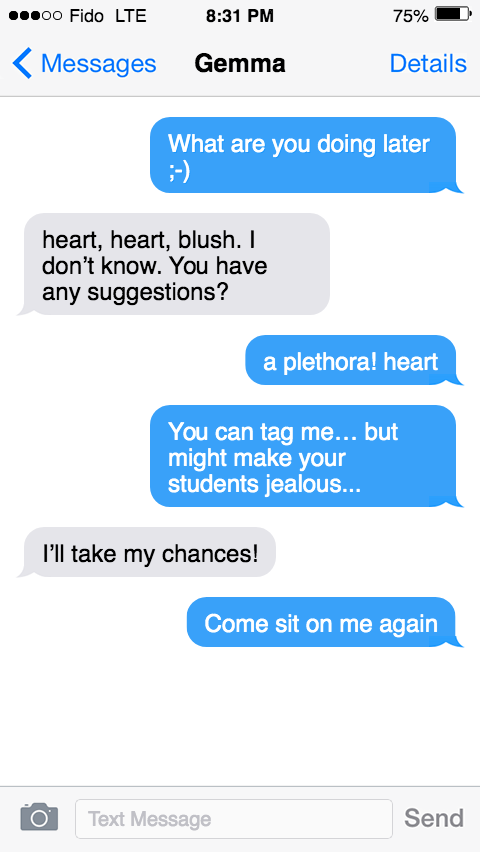 Fido LTE 8:31 PM 75%
Messages Gemma Details
What are you doing later
;-)
heart, heart, blush. I
don’t know. You have
any suggestions?
a plethora! heart
You can tag me... but
might make your
students jealous...
I’ll take my chances!
Come sit on me again
Text Message Send